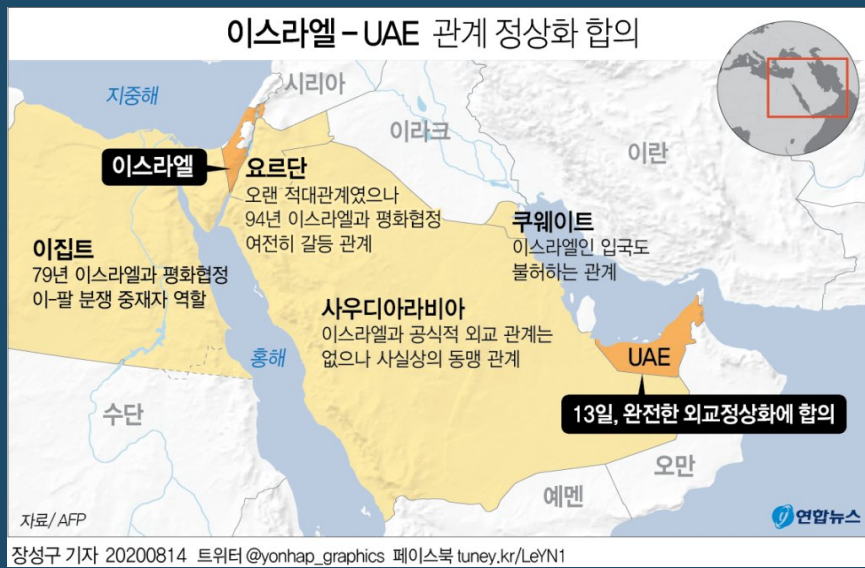 이스라엘 – UAE 관계 정상화 합의
지중해
시리아
이라크
이란
이스라엘
요르단
오랜 적대관계였으나
94년 이스라엘과 평화협정
여전히 갈등 관계
쿠웨이트
이스라엘인 입국도
불허하는 관계
이집트
79년 이스라엘과 평화협정
이-팔 분쟁 중재자 역할
사우디아라비아
이스라엘과 공식적 외교 관계는
없으나 사실상의 동맹 관계
홍해
UAE
13일, 완전한 외교정상화에 합의
수단
오만
예멘
자료/ AFP
y 연합뉴스
장성구 기자 20200814 트위터 @yonhap_graphics 페이스북 tuney.kr/LeYN1